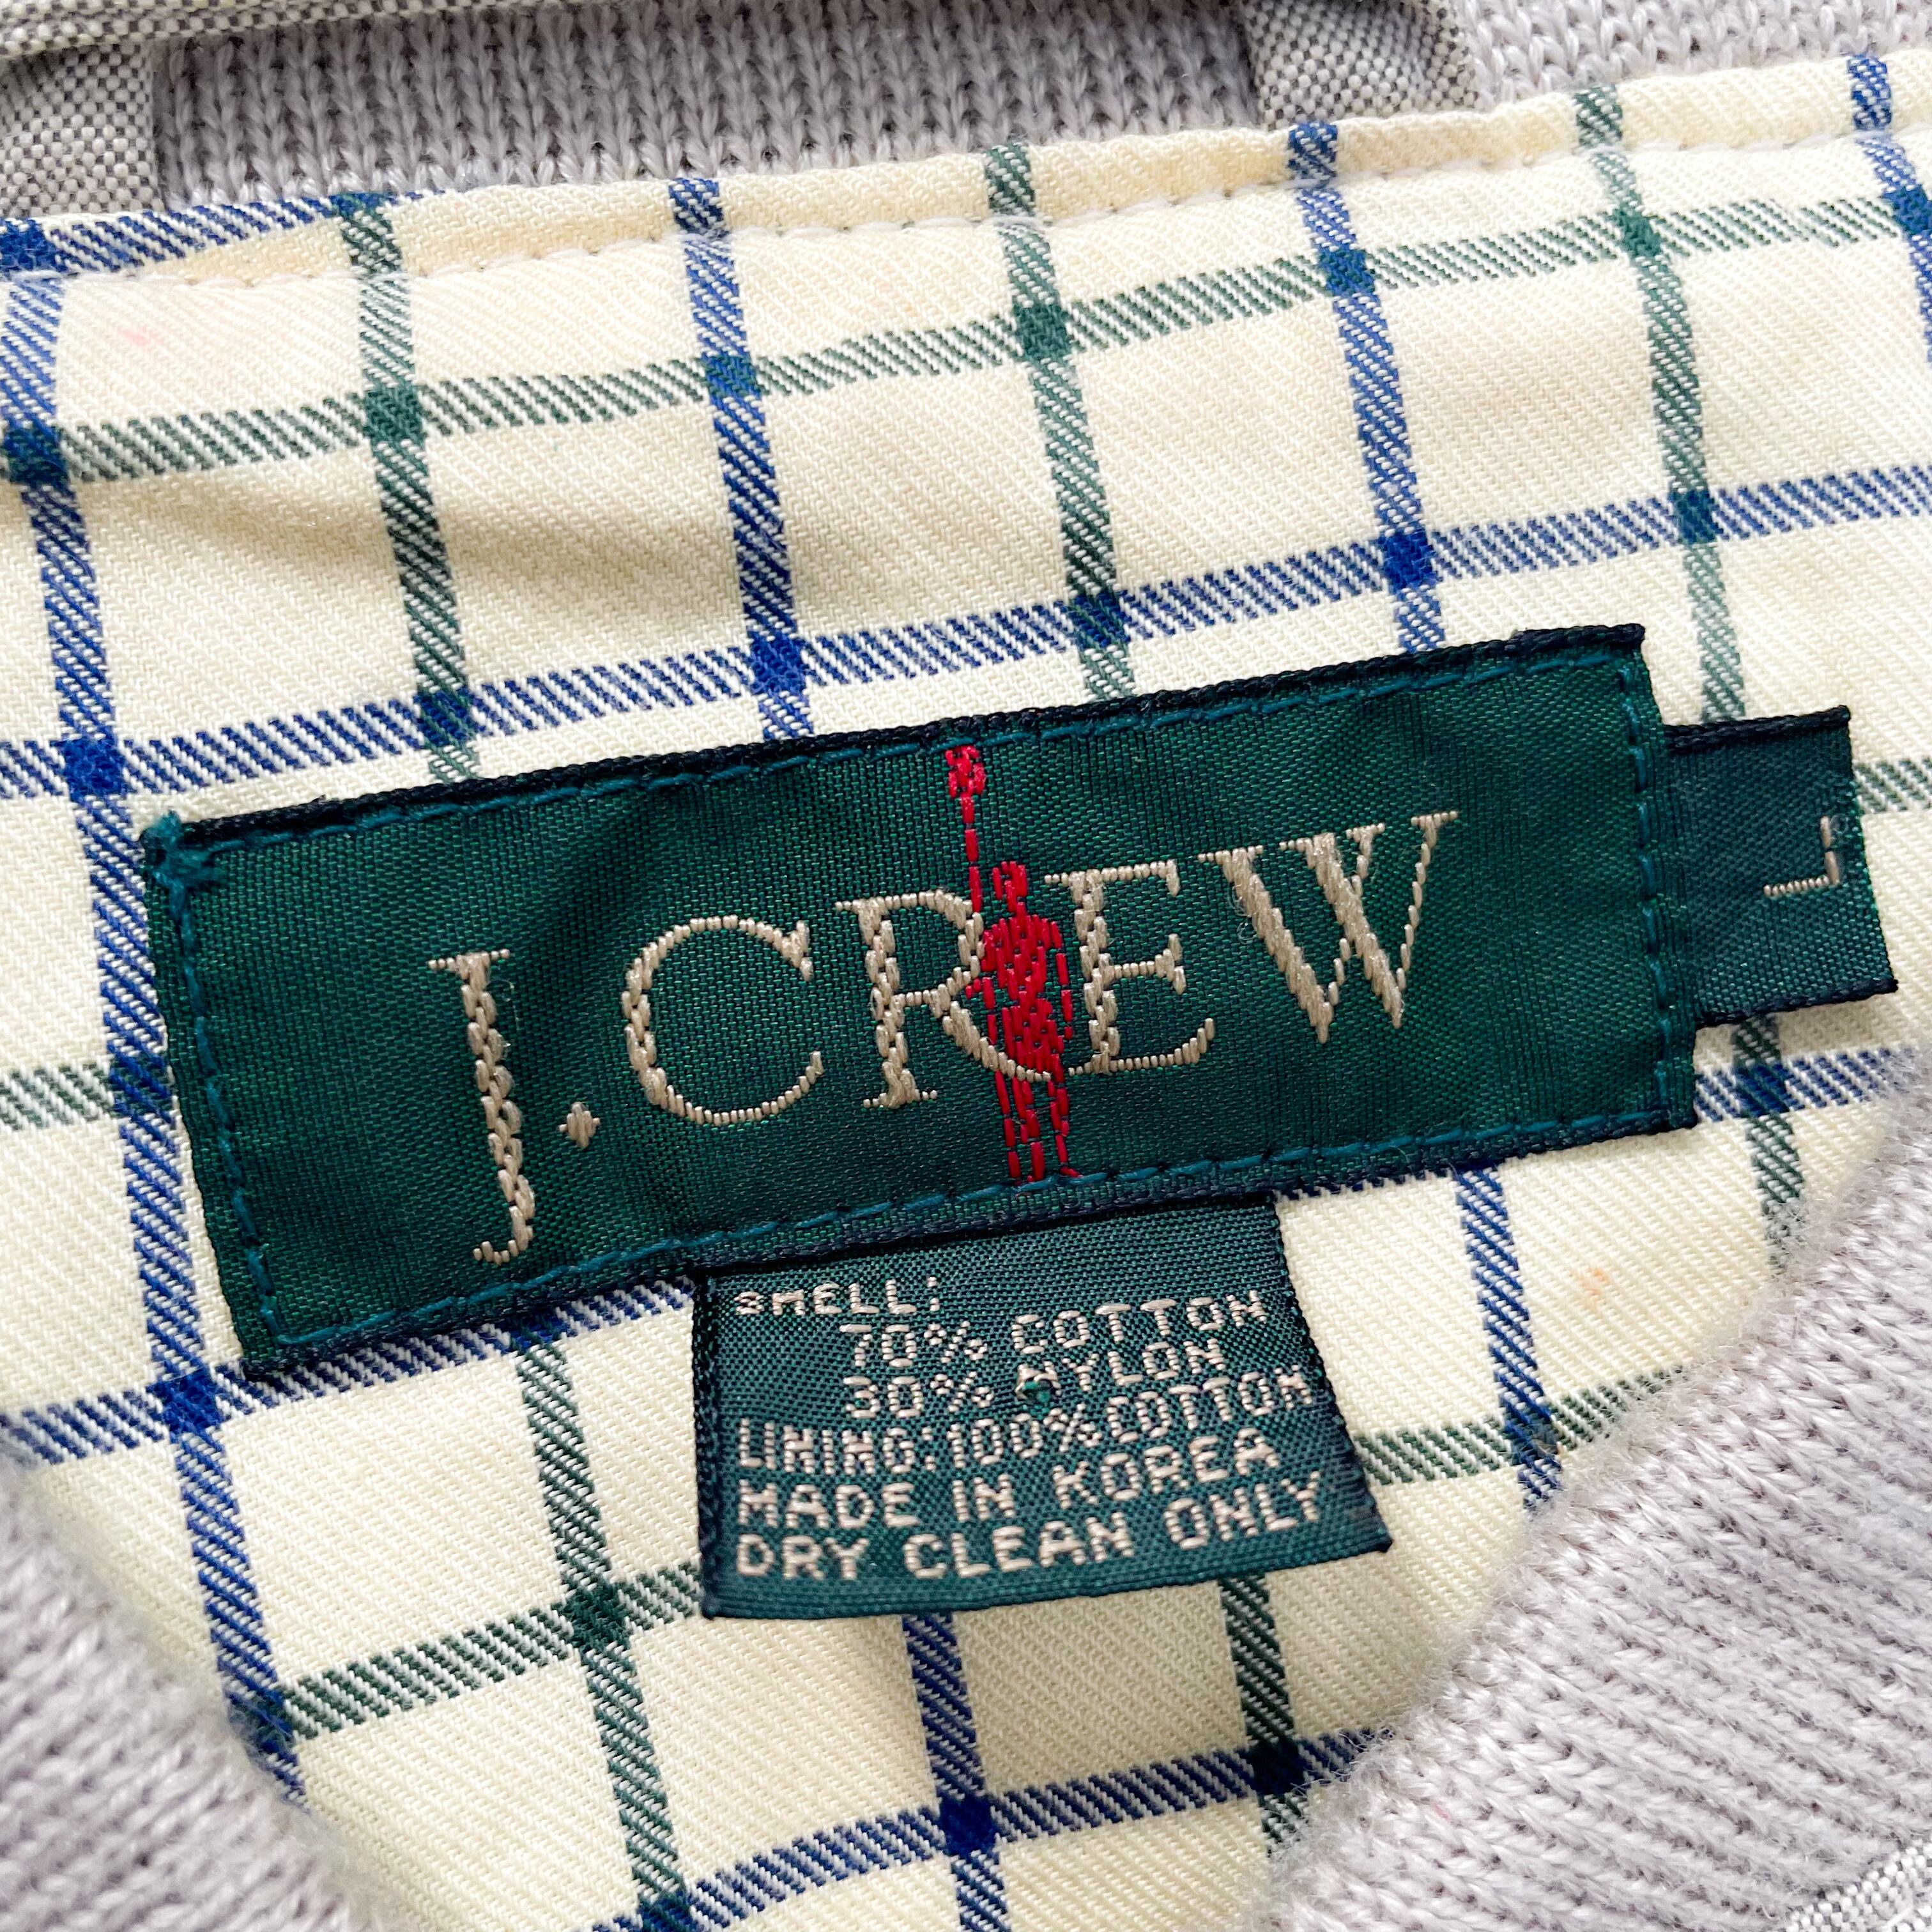 J.CREW
L
SHELL:
70% COTTON
30% NYLON
LINING:100%COTTON
MADE IN KOREA
DRY CLEAN ONLY